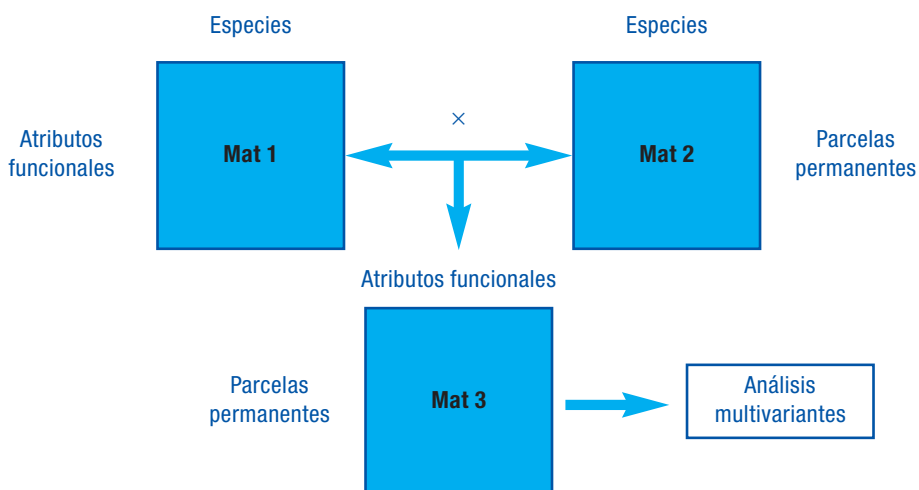 Especies
Especies
×
Atributos
funcionales
Mat 1
Mat 2
Parcelas
permanentes
Atributos funcionales
Parcelas
permanentes
Mat 3
Análisis
multivariantes